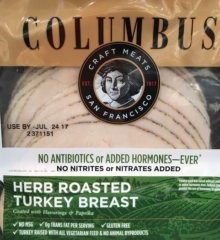 COLUMBUS
CRAFT MEATS
EST. 1917
SAN FRANCISCO
USE BY - JUL 24 17
2371151
NO ANTIBIOTICS OR ADDED HORMONES—EVER*
NO NITRITES or NITRATES ADDED
HERB ROASTED
TURKEY BREAST
Coated with Flavorings & Paprika
✓ NO MSG ✓ 0g TRANS FAT PER SERVING ✓ GLUTEN FREE
✓ TURKEY RAISED WITH ALL VEGETARIAN FEED & NO ANIMAL BYPRODUCTS